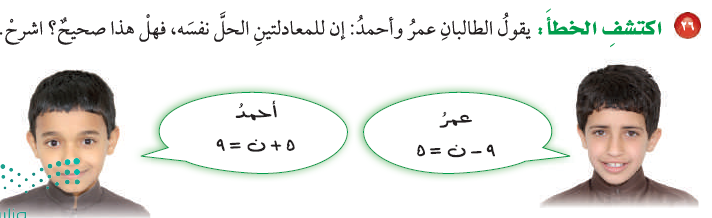 ٢٦ اكتشفِ الخطأَ: يقولُ الطالبانِ عمرُ وأحمدُ: إن للمعادلتينِ الحلَّ نفسَه، فهلْ هذا صحيحٌ؟ اشرحْ.
عمرُ
٩ - ن = ٥
أحمدُ
٥ + ن = ٩